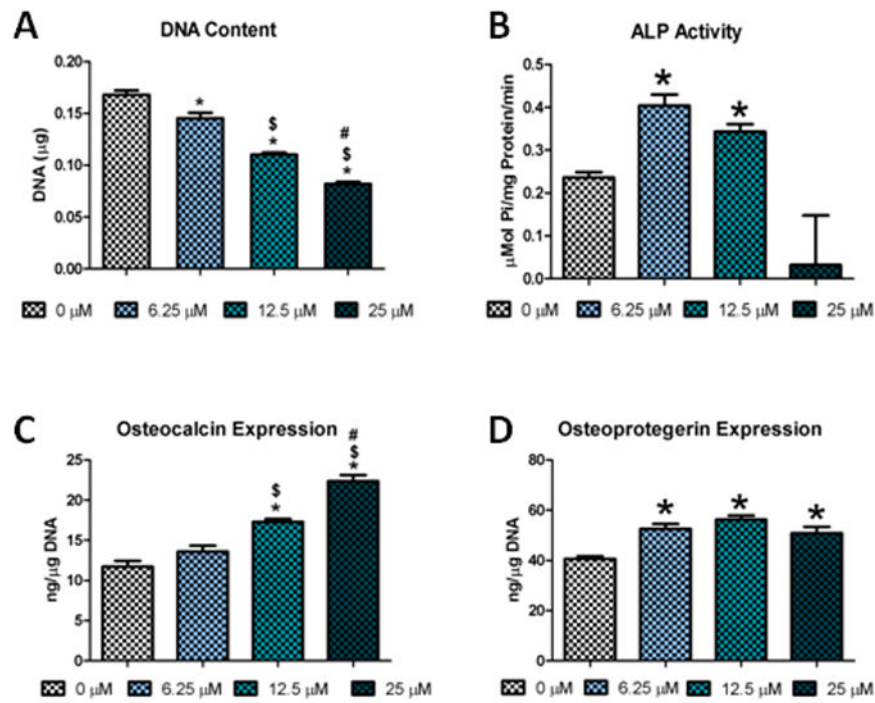 A
DNA Content
0.20
0.15
0.10
0.05
0.00
DNA (µg)
*
$
*
#
$
*
0 µM
6.25 µM
12.5 µM
25 µM
B
ALP Activity
0.5
0.4
0.3
0.2
0.1
0.0
µMol Pi/mg Protein/min
*
*
0 µM
6.25 µM
12.5 µM
25 µM
C
Osteocalcin Expression
25
20
15
10
5
0
ng/µg DNA
$
*
#
$
*
0 µM
6.25 µM
12.5 µM
25 µM
D
Osteoprotegerin Expression
80
60
40
20
0
ng/µg DNA
*
*
*
0 µM
6.25 µM
12.5 µM
25 µM